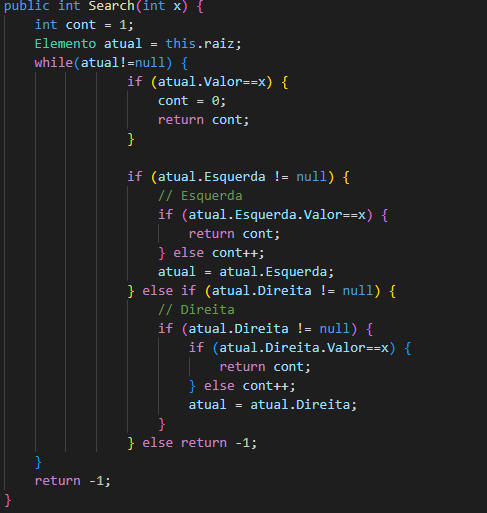 public int Search(int x) {
int cont = 1;
Elemento atual = this.raiz;
while(atual!=null) {
if (atual.Valor==x) {
cont = 0;
return cont;
}
if (atual.Esquerda != null) {
// Esquerda
if (atual.Esquerda.Valor==x) {
return cont;
} else cont++;
atual = atual.Esquerda;
} else if (atual.Direita != null) {
// Direita
if (atual.Direita != null) {
if (atual.Direita.Valor==x) {
return cont;
} else cont++;
atual = atual.Direita;
}
} else return -1;
}
return -1;
}